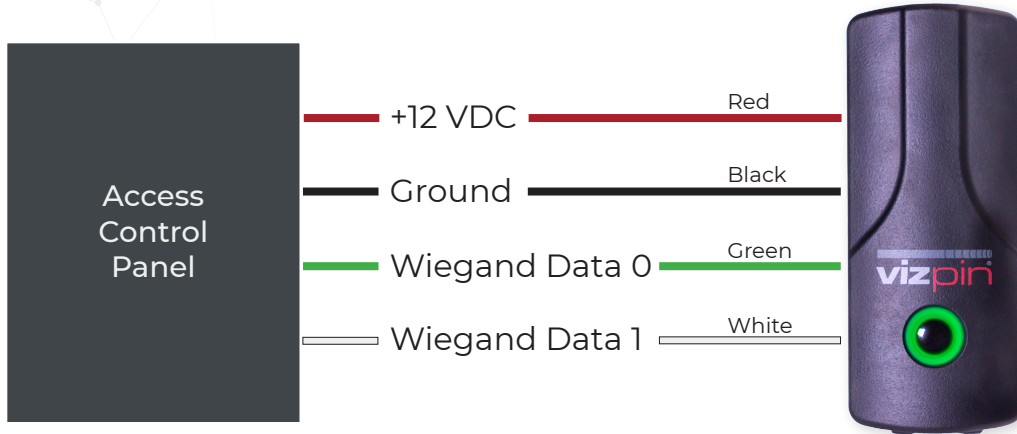 Access
Control
Panel
+12 VDC
Red
Ground
Black
Wiegand Data 0
Green
Wiegand Data 1
White
vizpin